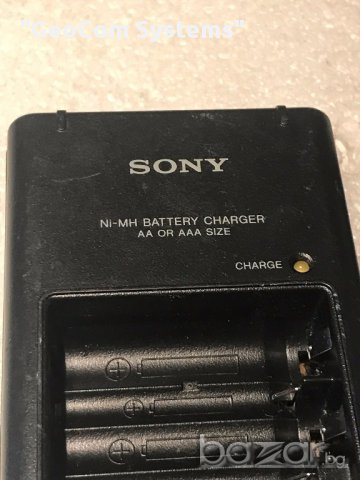 "GeoCom Systems"
SONY
Ni-MH BATTERY CHARGER
AA OR AAA SIZE
CHARGE
bazar.bg